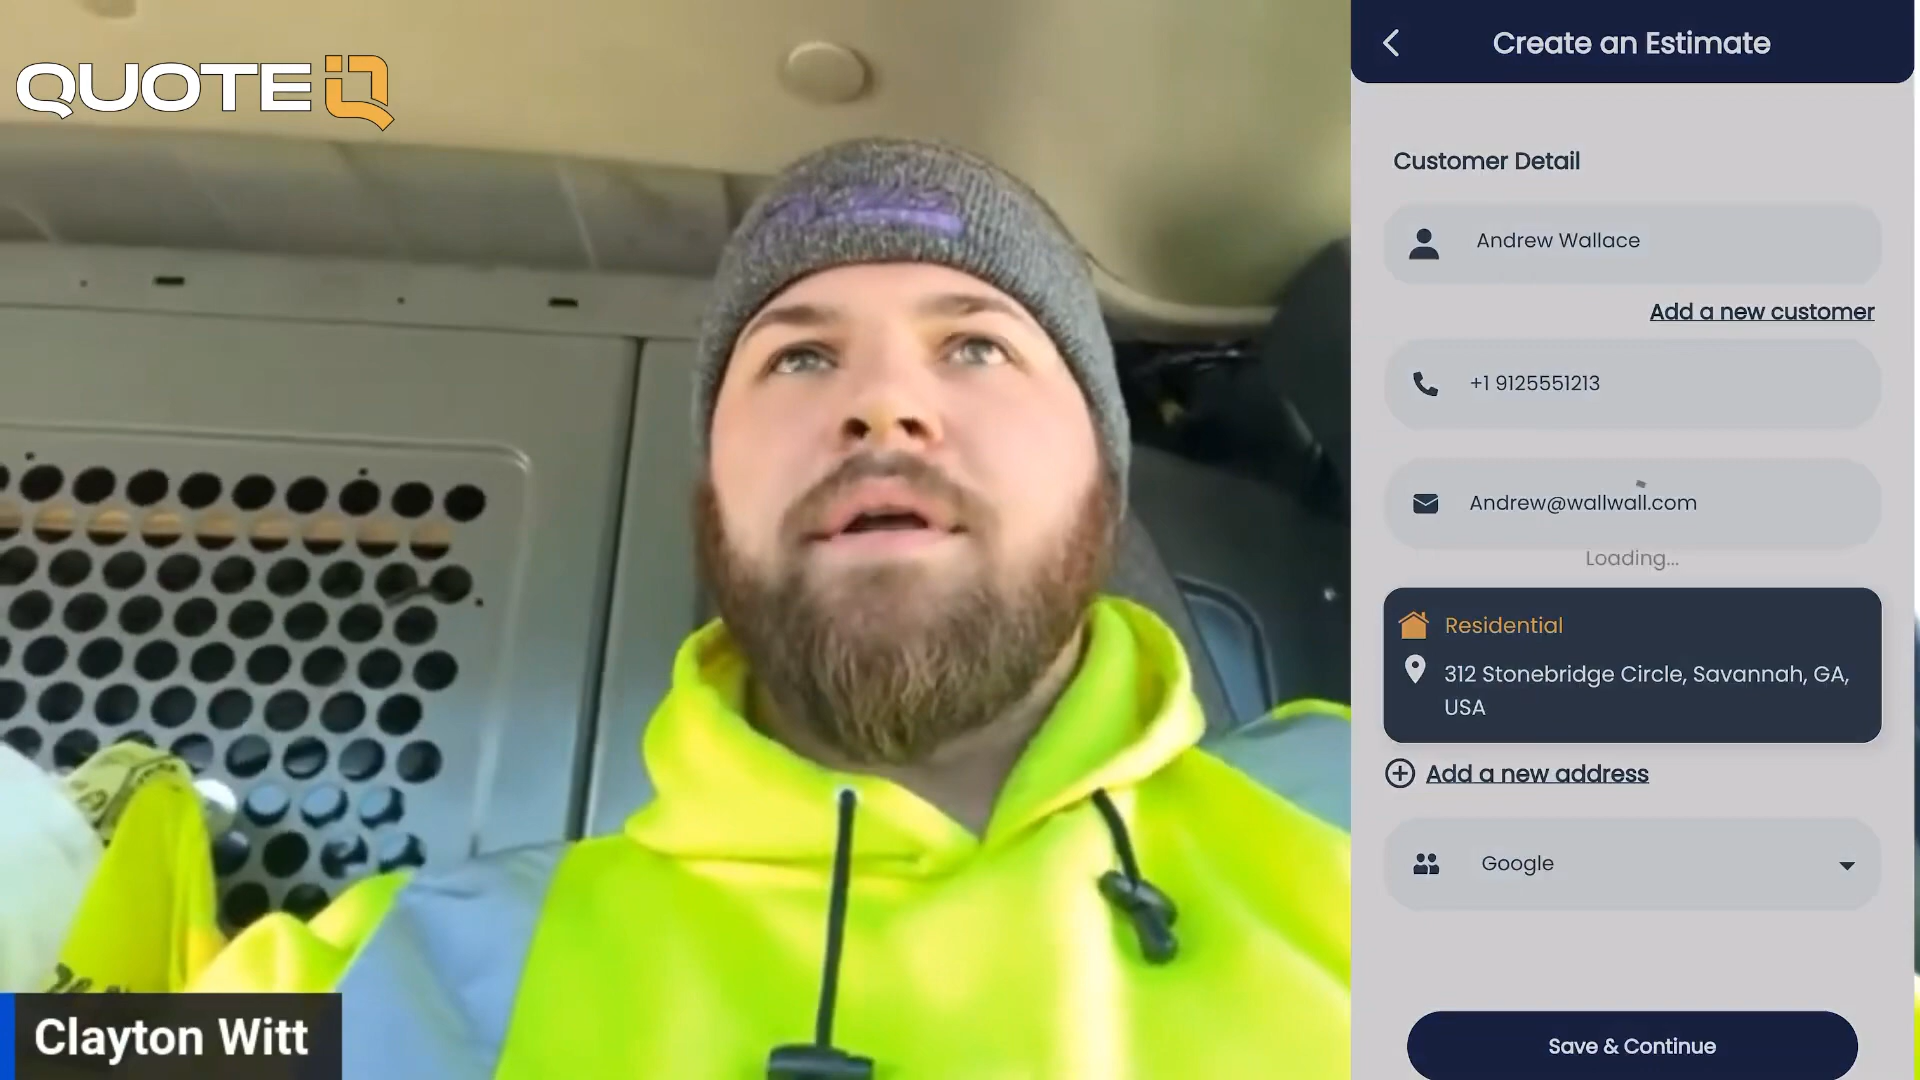 QUOTE iQ
Clayton Witt
Create an Estimate
Customer Detail
Andrew Wallace
Add a new customer
+1 9125551213
Andrew@wallwall.com
Loading...
Residential
312 Stonebridge Circle, Savannah, GA,
USA
Add a new address
Google
Save & Continue